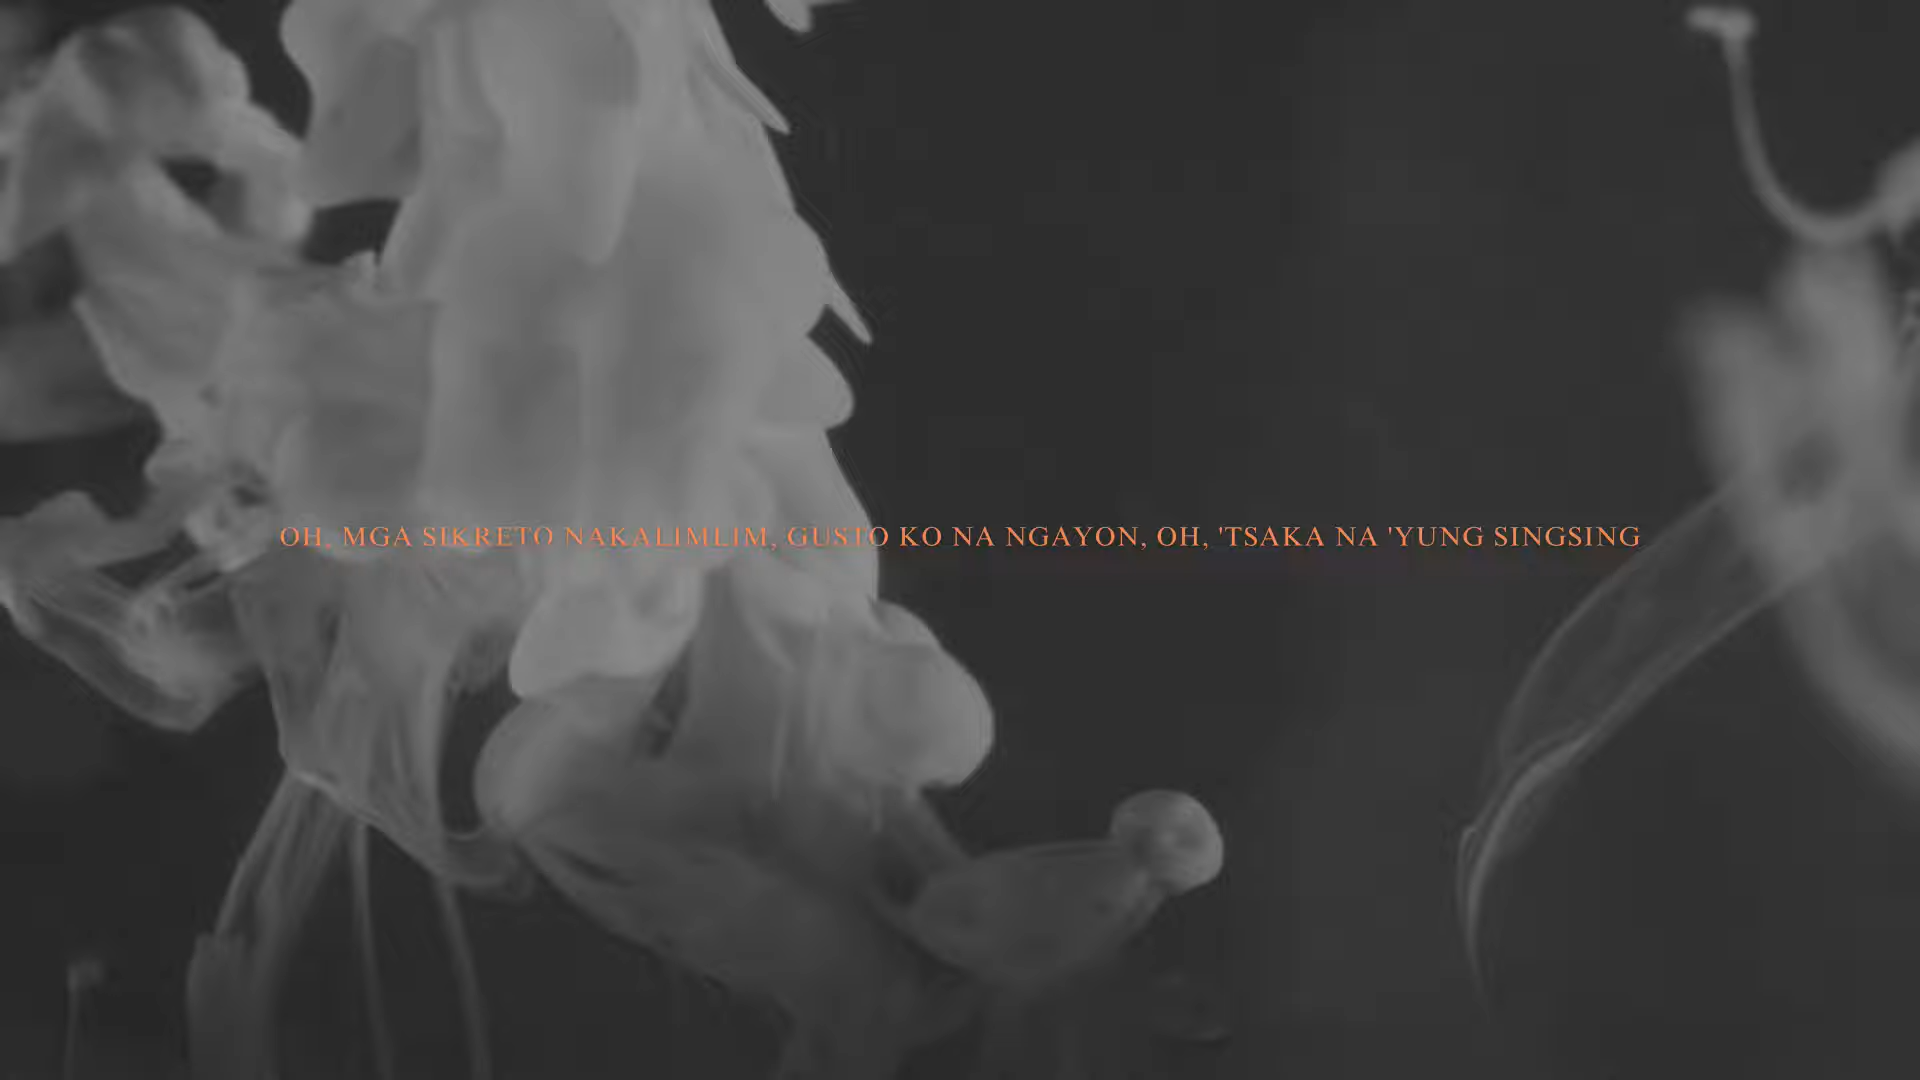 OH, MGA SIKRETO NAKALIMLIM, GUSTO KO NA NGAYON, OH, 'TSAKA NA 'YUNG SINGSING